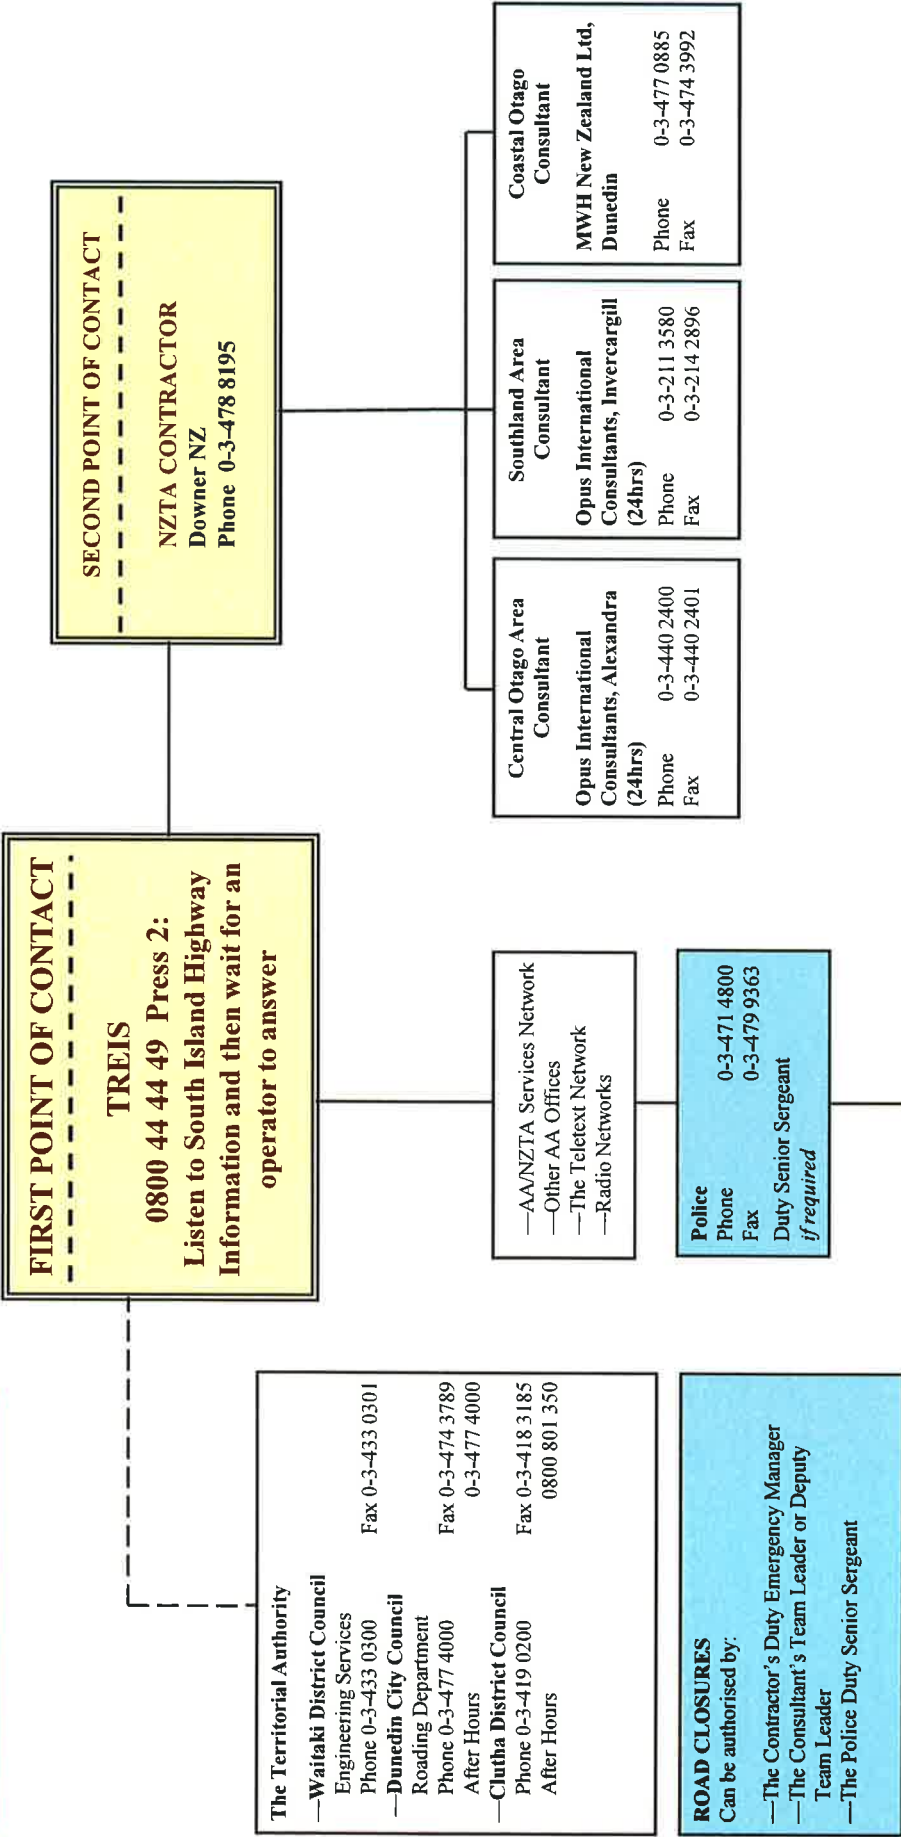 FIRST POINT OF CONTACT
TREIS
0800 44 44 49 Press 2:
Listen to South Island Highway
Information and then wait for an
operator to answer
SECOND POINT OF CONTACT
NZTA CONTRACTOR
Downer NZ
Phone 0-3-478 8195
The Territorial Authority
—Waitaki District Council
Engineering Services
Phone 0-3-433 0300 Fax 0-3-433 0301
—Dunedin City Council
Roading Department
Phone 0-3-477 4000 Fax 0-3-474 3789
After Hours 0-3-477 4000
—Clutha District Council
Phone 0-3-419 0200 Fax 0-3-418 3185
After Hours 0800 801 350
—AA/NZTA Services Network
—Other AA Offices
—The Teletext Network
—Radio Networks
Central Otago Area
Consultant
Opus International
Consultants, Alexandra
(24hrs)
Phone 0-3-440 2400
Fax 0-3-440 2401
Southland Area
Consultant
Opus International
Consultants, Invercargill
(24hrs)
Phone 0-3-211 3580
Fax 0-3-214 2896
Coastal Otago
Consultant
MWH New Zealand Ltd,
Dunedin
Phone 0-3-477 0885
Fax 0-3-474 3992
ROAD CLOSURES
Can be authorised by:
—The Contractor's Duty Emergency Manager
—The Consultant's Team Leader or Deputy
Team Leader
—The Police Duty Senior Sergeant
Police
Phone 0-3-471 4800
Fax 0-3-479 9363
Duty Senior Sergeant
if required